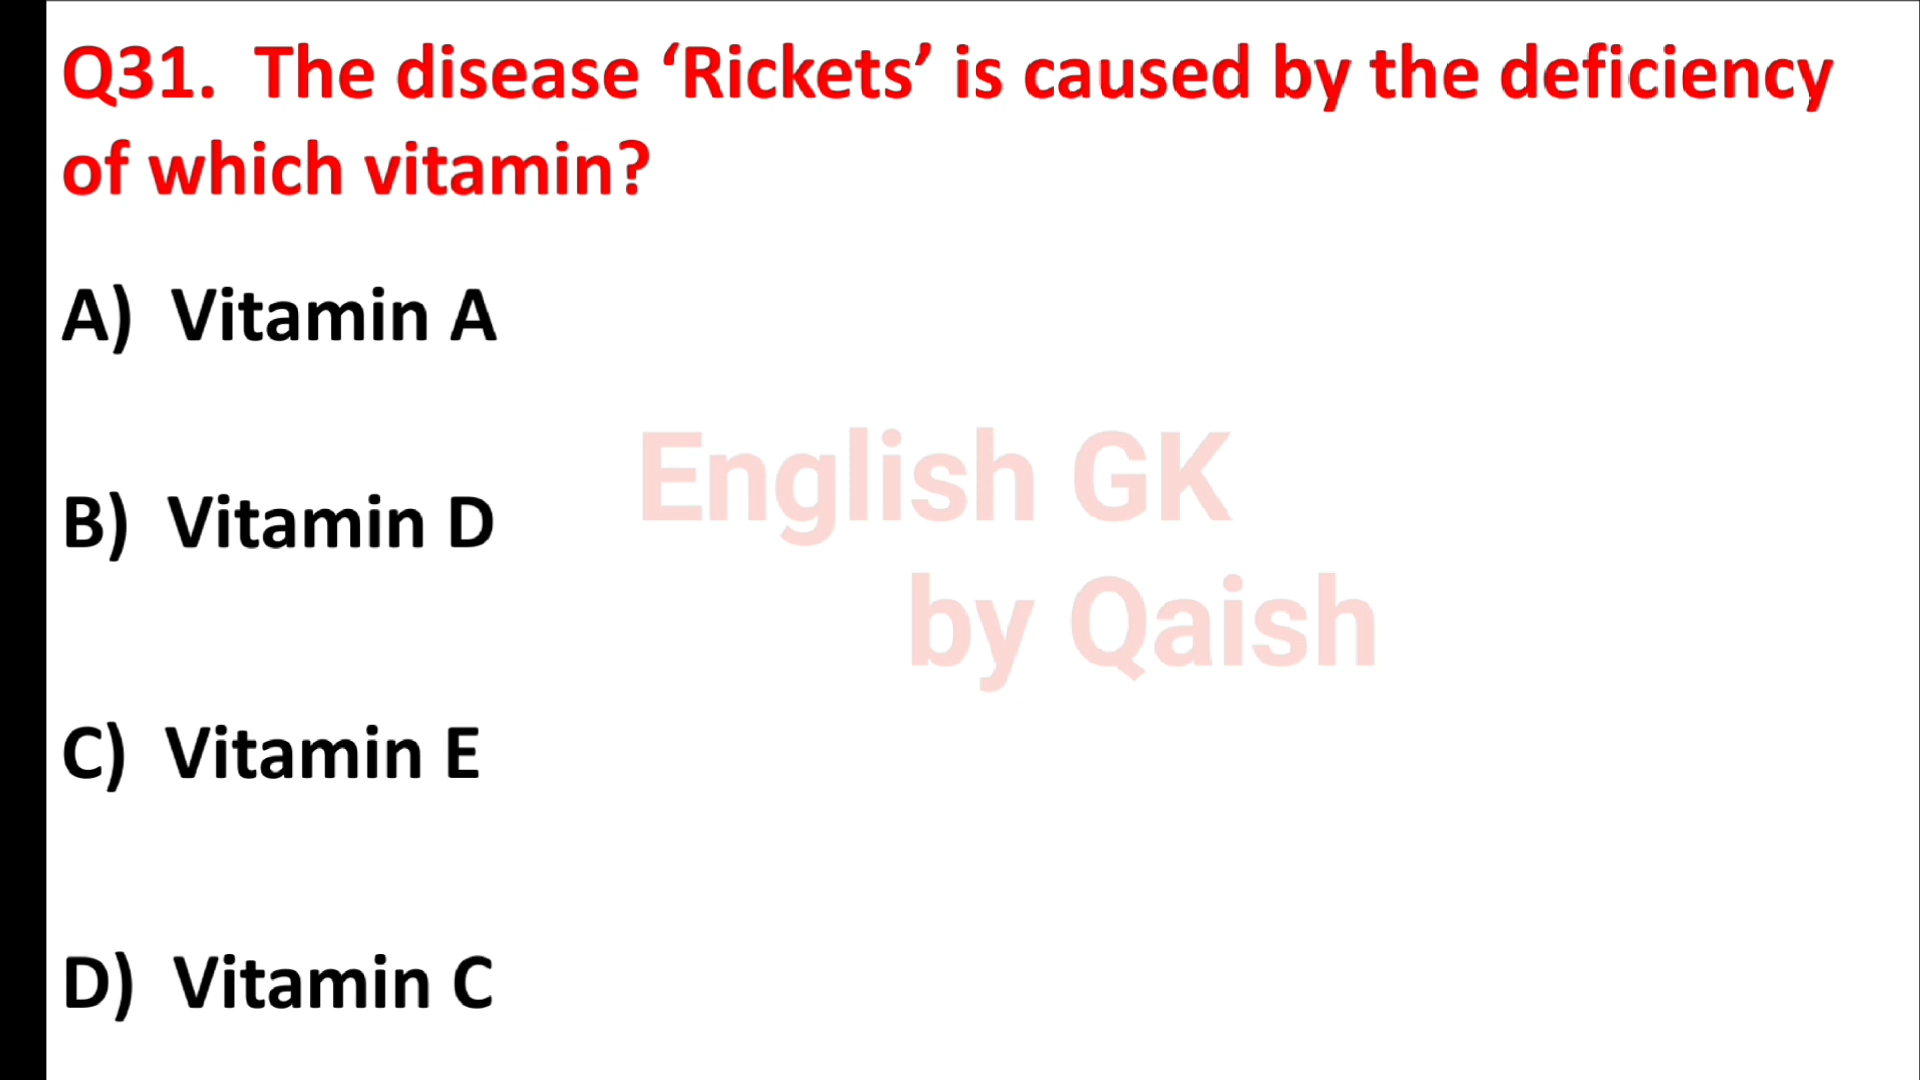 Q31. The disease ‘Rickets’ is caused by the deficiency
of which vitamin?
A) Vitamin A
English GK
B) Vitamin D
by Qaish
C) Vitamin E
D) Vitamin C